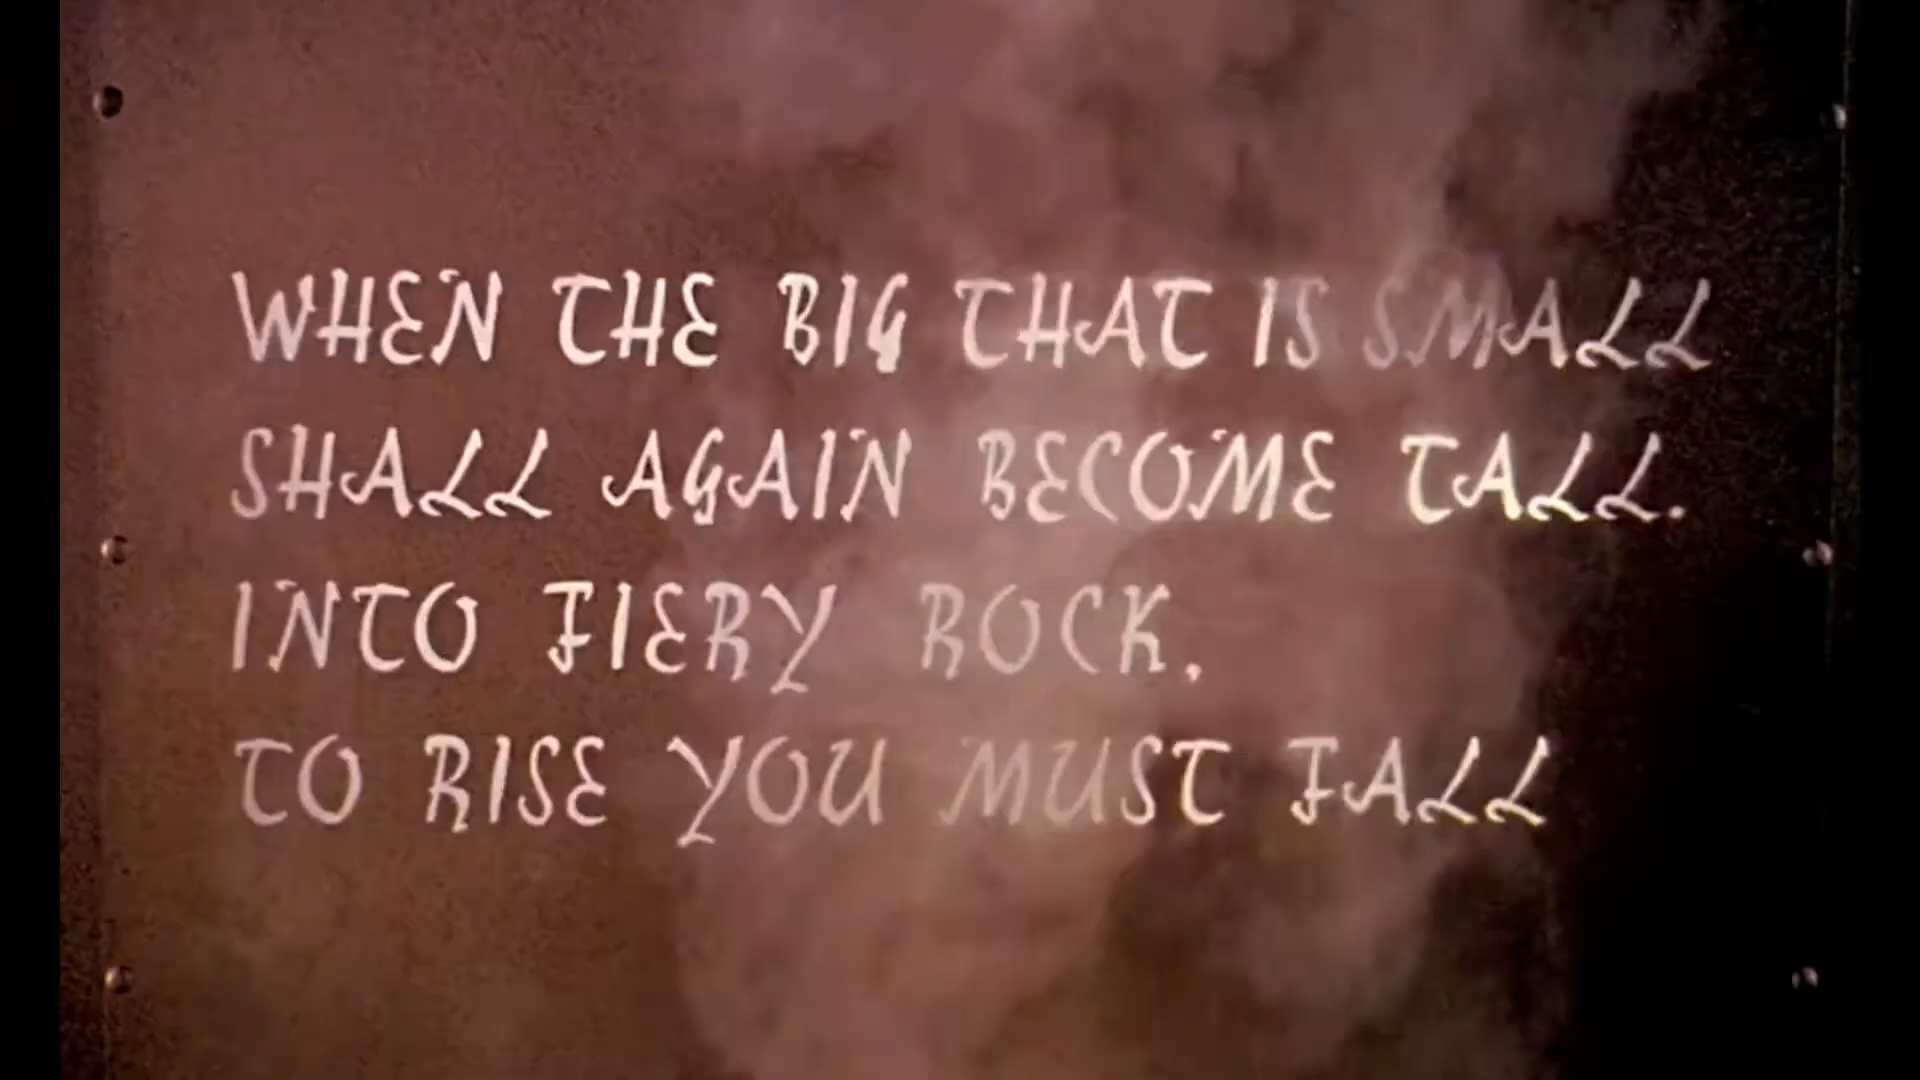 WHEN THE BIG THAT IS SMALL
SHALL AGAIN BECOME TALL.
INTO FIERY ROCK.
TO RISE YOU MUST FALL